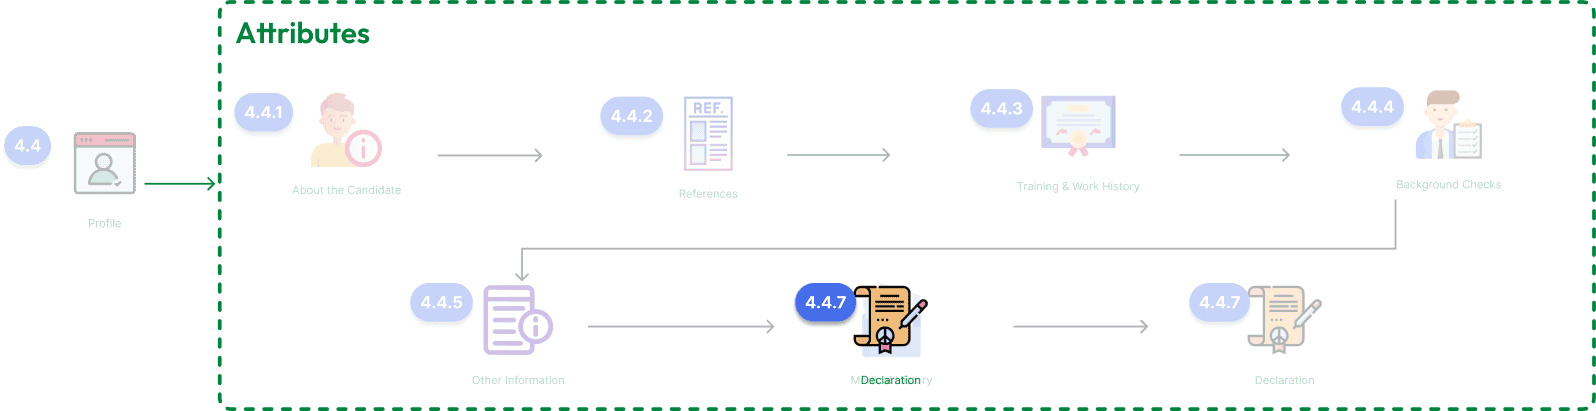 Attributes
4.4
Profile
4.4.1
About the Candidate
4.4.2
REF.
References
4.4.3
Training & Work History
4.4.4
Background Checks
4.4.5
Other Information
4.4.7
Declaration
4.4.7
Declaration